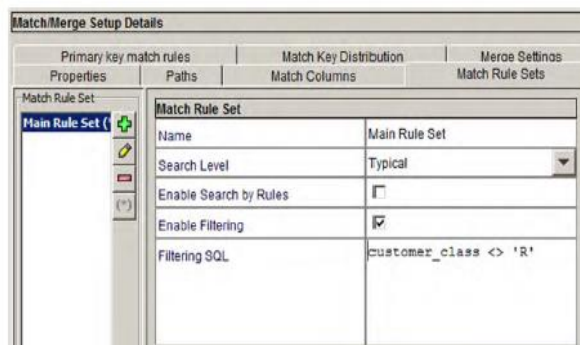 Match/Merge Setup Details
Primary key match rules Match Key Distribution Merge Settings
Properties Paths Match Columns Match Rule Sets
Match Rule Set
Main Rule Set (*
(*)
Match Rule Set
Name Main Rule Set
Search Level Typical
Enable Search by Rules
Enable Filtering
Filtering SQL customer_class <> 'R'